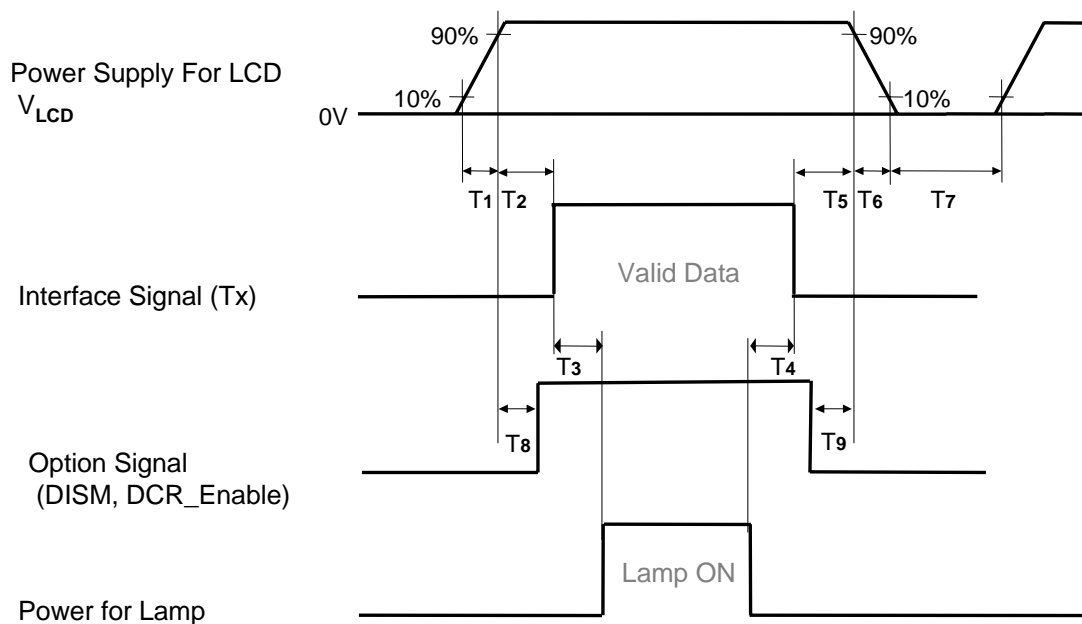 90%
90%
Power Supply For LCD
VLCD
10%
10%
0V
T1 T2 T5 T6 T7
Valid Data
Interface Signal (Tx)
T3 T4
T8 T9
Option Signal
(DISM, DCR_Enable)
Lamp ON
Power for Lamp